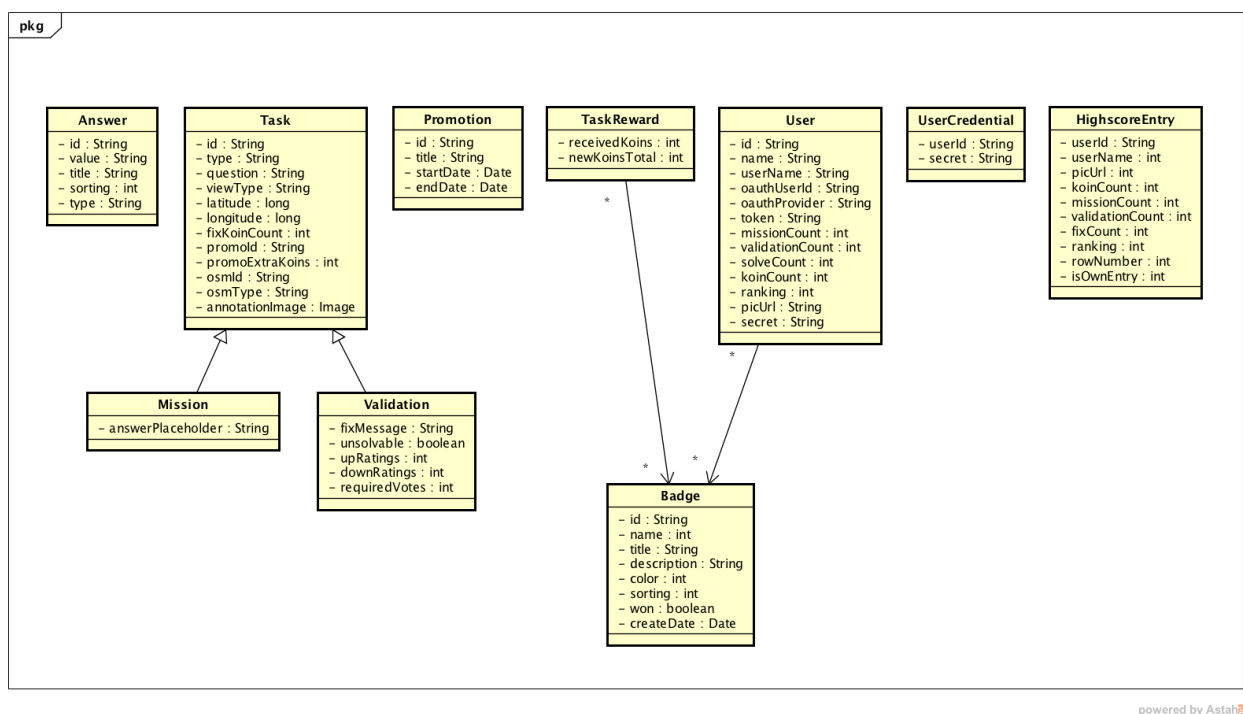 pkg
Answer
– id : String
– value : String
– title : String
– sorting : int
– type : String
Task
– id : String
– type : String
– question : String
– viewType : String
– latitude : long
– longitude : long
– fixKoinCount : int
– promoId : String
– promoExtraKoins : int
– osmId : String
– osmType : String
– annotationImage : Image
Promotion
– id : String
– title : String
– startDate : Date
– endDate : Date
TaskReward
– receivedKoins : int
– newKoinsTotal : int
User
– id : String
– name : String
– userName : String
– oauthUserId : String
– oauthProvider : String
– token : String
– missionCount : int
– validationCount : int
– solveCount : int
– koinCount : int
– ranking : int
– picUrl : String
– secret : String
UserCredential
– userId : String
– secret : String
HighscoreEntry
– userId : String
– userName : int
– picUrl : int
– koinCount : int
– missionCount : int
– validationCount : int
– fixCount : int
– ranking : int
– rowNumber : int
– isOwnEntry : int
*
*
Mission
– answerPlaceholder : String
Validation
– fixMessage : String
– unsolvable : boolean
– upRatings : int
– downRatings : int
– requiredVotes : int
*
*
Badge
– id : String
– name : int
– title : String
– description : String
– color : int
– sorting : int
– won : boolean
– createDate : Date
powered by Astah